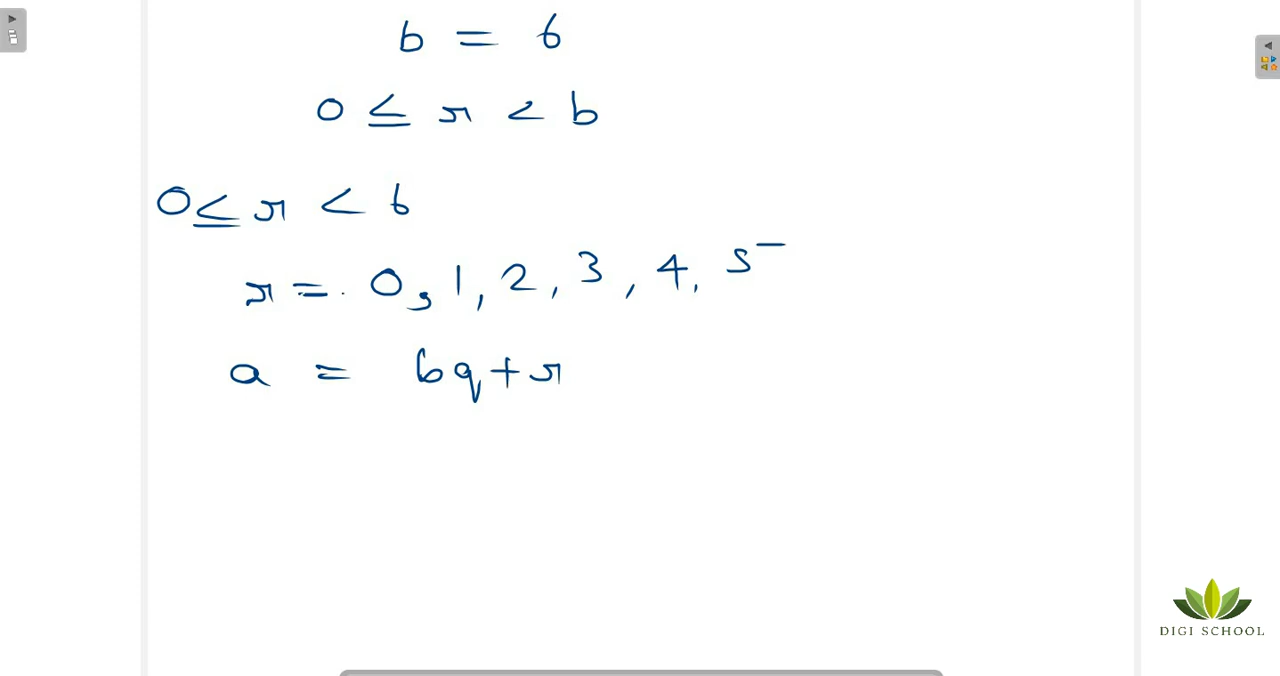 b = 6
0 ≤ r < b
0 ≤ r < 6
r = 0, 1, 2, 3, 4, 5
a = 6q + r
DIGI SCHOOL